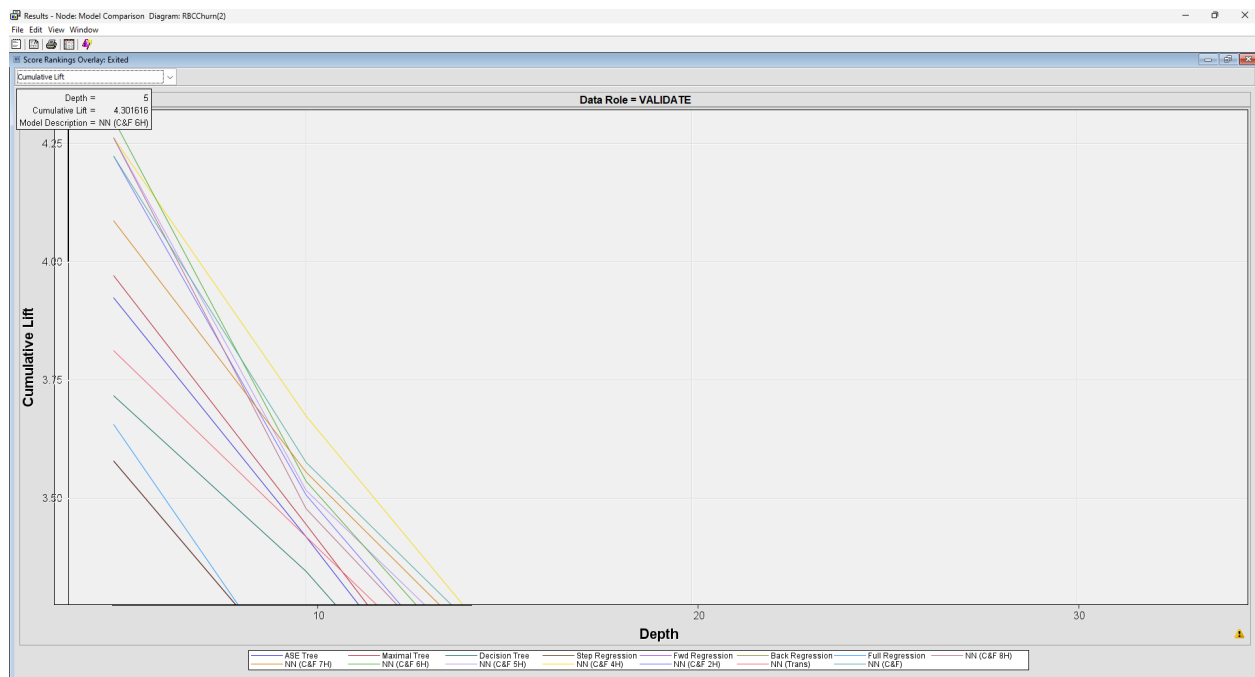 Results - Node: Model Comparison  Diagram: RBCChurn(2)
File Edit View Window
Score Rankings Overlay: Exited
Cumulative Lift
Depth = 5
Cumulative Lift = 4.301616
Model Description = NN (C&F 6H)
Data Role = VALIDATE
4.25
4.00
3.75
3.50
Cumulative Lift
10 20 30
Depth
ASE Tree Maximal Tree Decision Tree Step Regression Fwd Regression Back Regression Full Regression NN (C&F 8H)
NN (C&F 7H) NN (C&F 6H) NN (C&F 5H) NN (C&F 4H) NN (C&F 2H) NN (Trans) NN (C&F)